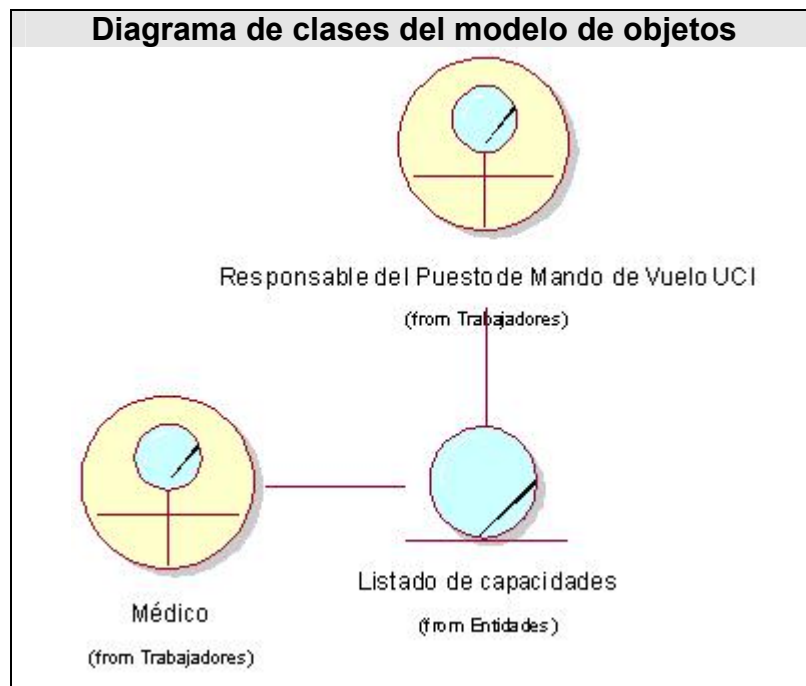 Diagrama de clases del modelo de objetos
Responsable del Puesto de Mando de Vuelo UCI
(from Trabajadores)
Listado de capacidades
(from Entidades)
Médico
(from Trabajadores)